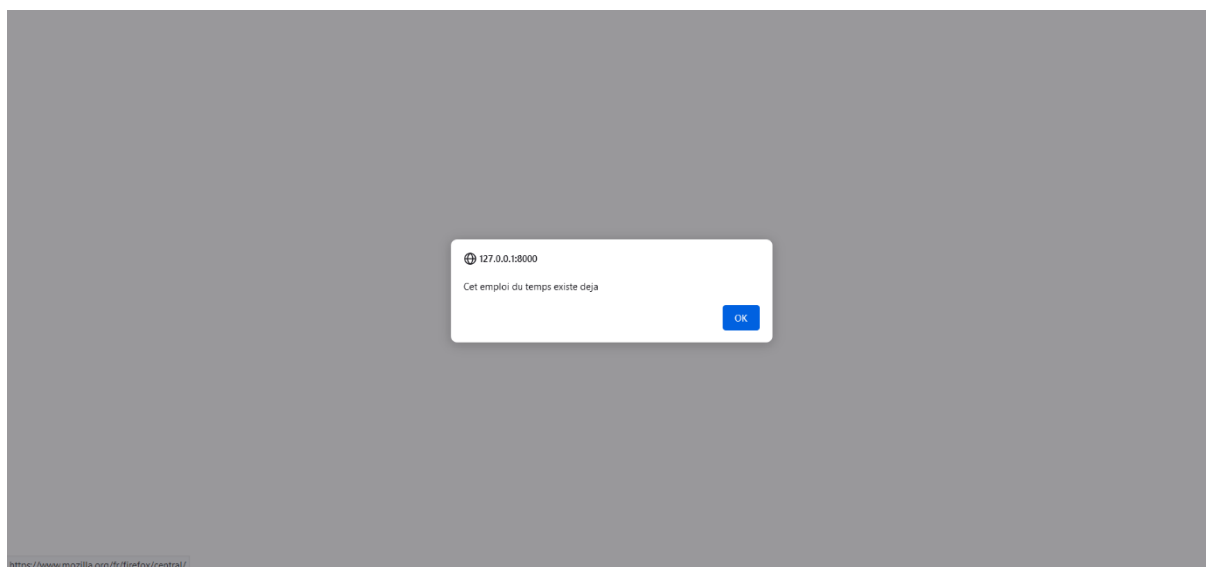 127.0.0.1:8000
Cet emploi du temps existe deja
OK
https://www.mozilla.org/fr/firefox/central/